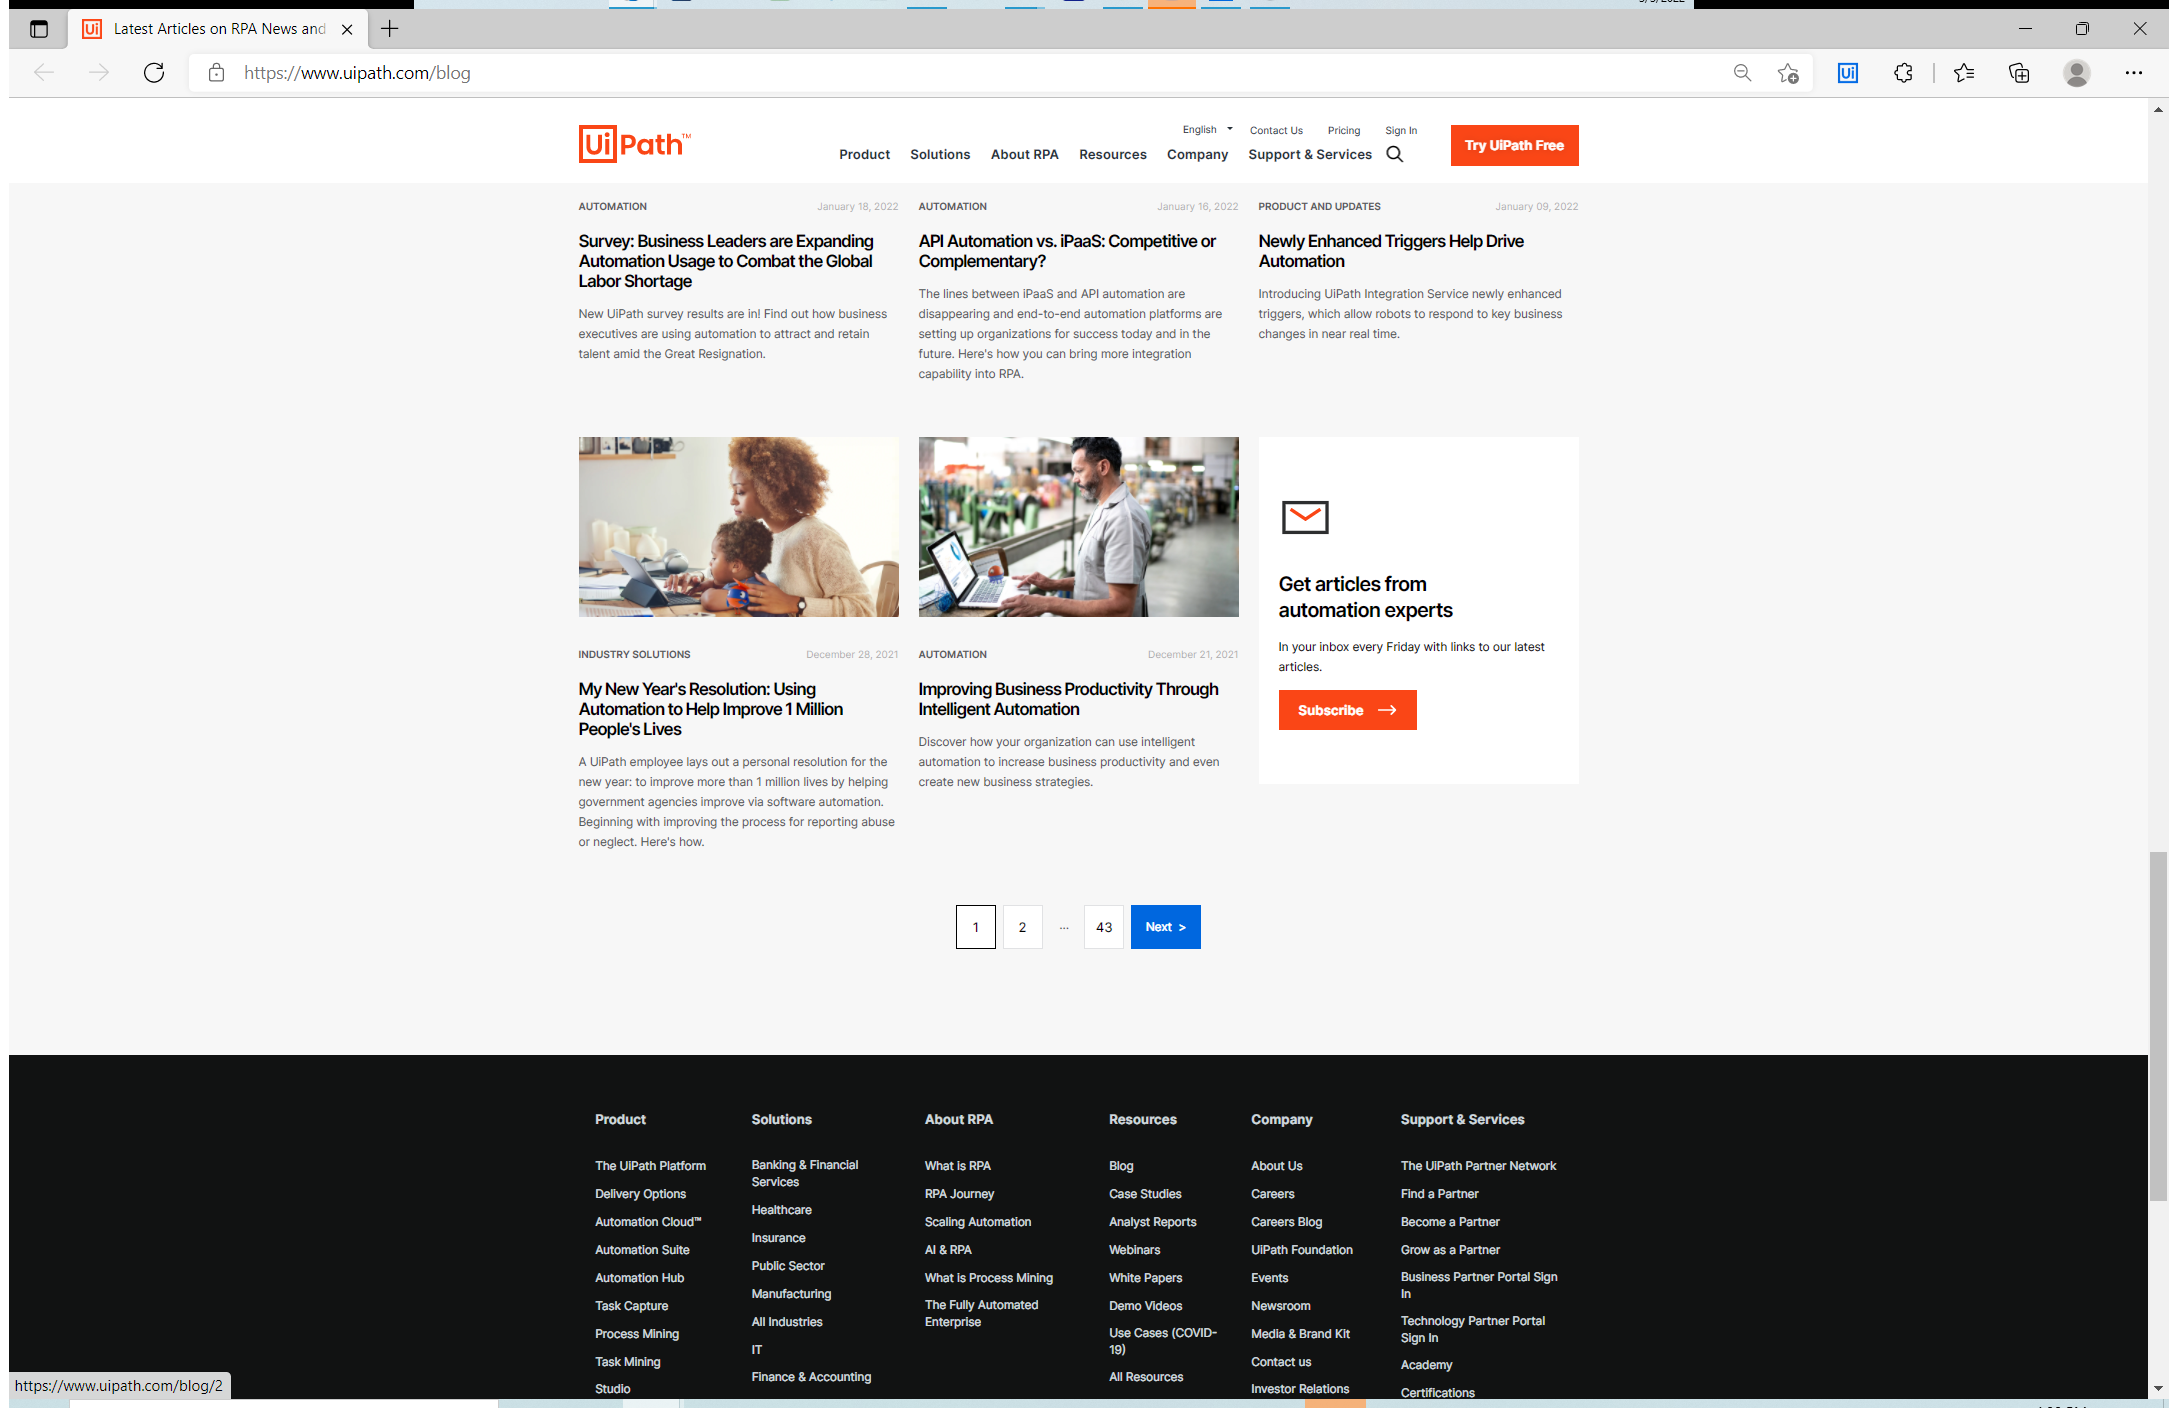 Latest Articles on RPA News and
https://www.uipath.com/blog
English
Contact Us
Pricing
Sign In
UiPath™
Product
Solutions
About RPA
Resources
Company
Support & Services
Try UiPath Free
AUTOMATION
January 18, 2022
Survey: Business Leaders are Expanding
Automation Usage to Combat the Global
Labor Shortage
New UiPath survey results are in! Find out how business
executives are using automation to attract and retain
talent amid the Great Resignation.
AUTOMATION
January 16, 2022
API Automation vs. iPaaS: Competitive or
Complementary?
The lines between iPaaS and API automation are
disappearing and end-to-end automation platforms are
setting up organizations for success today and in the
future. Here's how you can bring more integration
capability into RPA.
PRODUCT AND UPDATES
January 09, 2022
Newly Enhanced Triggers Help Drive
Automation
Introducing UiPath Integration Service newly enhanced
triggers, which allow robots to respond to key business
changes in near real time.
INDUSTRY SOLUTIONS
December 28, 2021
My New Year's Resolution: Using
Automation to Help Improve 1 Million
People's Lives
A UiPath employee lays out a personal resolution for the
new year: to improve more than 1 million lives by helping
government agencies improve via software automation.
Beginning with improving the process for reporting abuse
or neglect. Here's how.
AUTOMATION
December 21, 2021
Improving Business Productivity Through
Intelligent Automation
Discover how your organization can use intelligent
automation to increase business productivity and even
create new business strategies.
Get articles from
automation experts
In your inbox every Friday with links to our latest
articles.
Subscribe →
1
2
...
43
Next >
Product
The UiPath Platform
Delivery Options
Automation Cloud™
Automation Suite
Automation Hub
Task Capture
Process Mining
Task Mining
Studio
Solutions
Banking & Financial
Services
Healthcare
Insurance
Public Sector
Manufacturing
All Industries
IT
Finance & Accounting
About RPA
What is RPA
RPA Journey
Scaling Automation
AI & RPA
What is Process Mining
The Fully Automated
Enterprise
Resources
Blog
Case Studies
Analyst Reports
Webinars
White Papers
Demo Videos
Use Cases (COVID-
19)
All Resources
Company
About Us
Careers
Careers Blog
UiPath Foundation
Events
Newsroom
Media & Brand Kit
Contact us
Investor Relations
Support & Services
The UiPath Partner Network
Find a Partner
Become a Partner
Grow as a Partner
Business Partner Portal Sign
In
Technology Partner Portal
Sign In
Academy
Certifications
https://www.uipath.com/blog/2